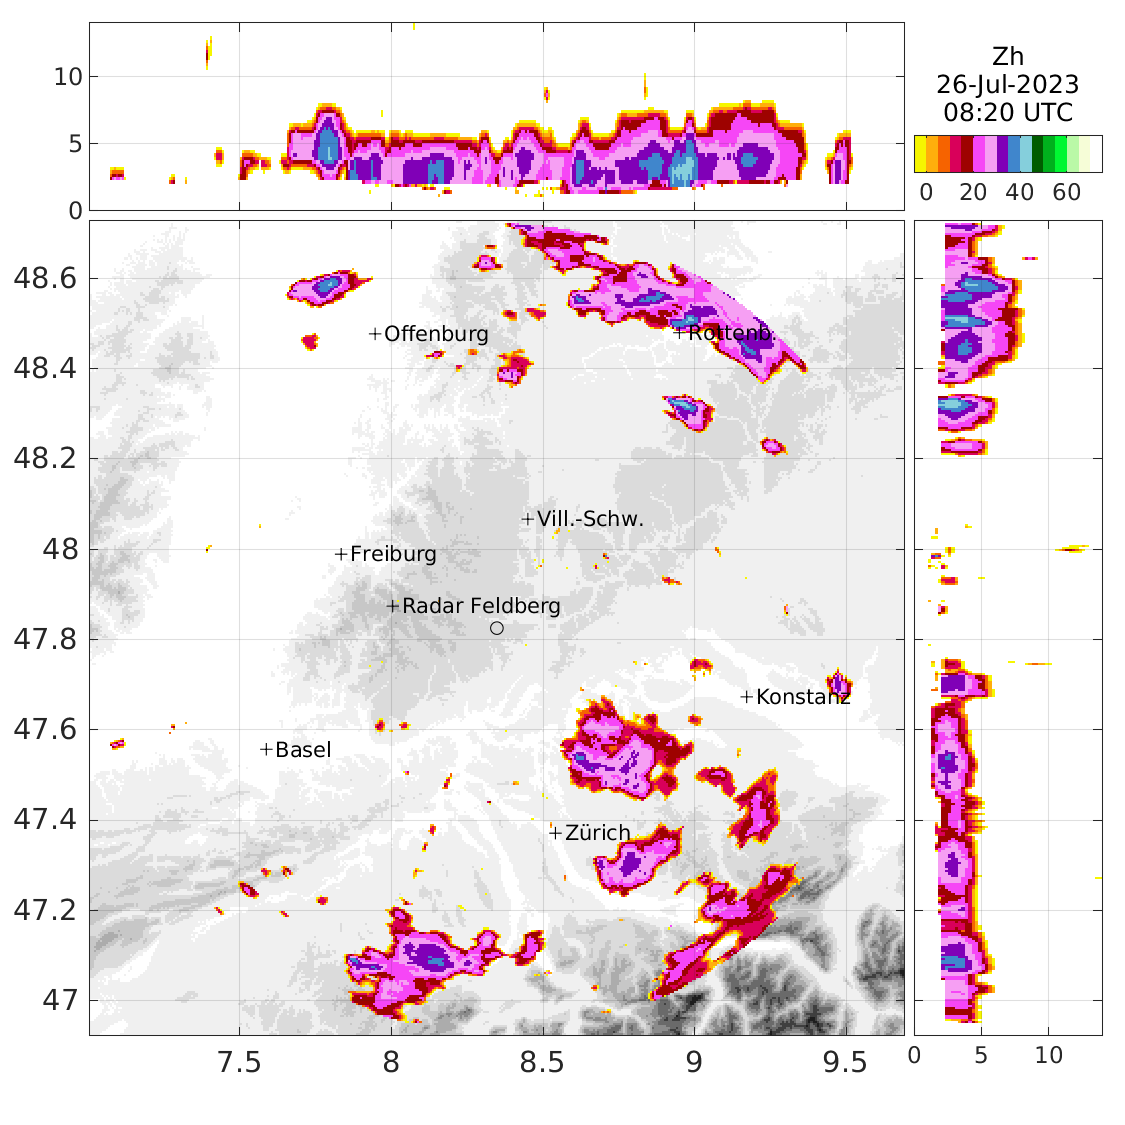 10
5
0
Zh
26-Jul-2023
08:20 UTC
0 20 40 60
48.6
48.4
48.2
48
47.8
47.6
47.4
47.2
47
Offenburg
Rottenb.
Vill.-Schw.
Freiburg
Radar Feldberg
Konstanz
Basel
Zürich
7.5 8 8.5 9 9.5
0 5 10